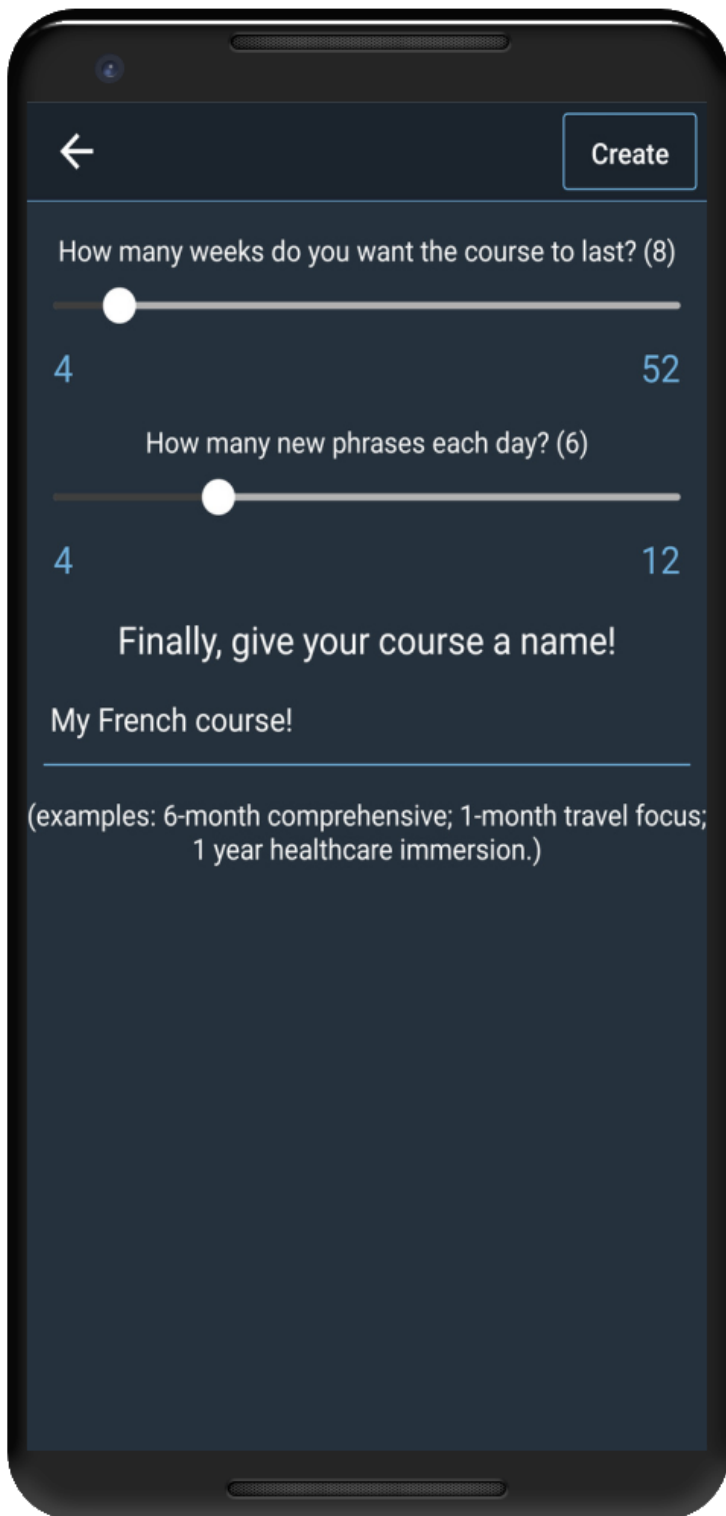 Create
How many weeks do you want the course to last? (8)
4 52
How many new phrases each day? (6)
4 12
Finally, give your course a name!
My French course!
(examples: 6-month comprehensive; 1-month travel focus;
1 year healthcare immersion.)